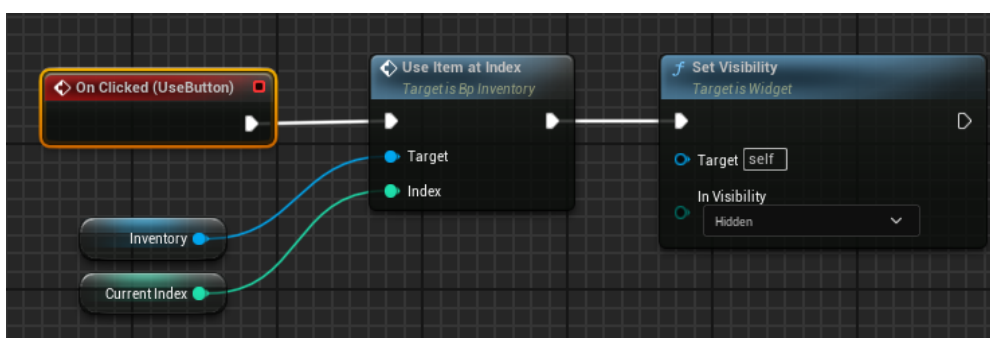 On Clicked (UseButton)
Use Item at Index
Target is Bp Inventory
Target
Index
Inventory
Current Index
f Set Visibility
Target is Widget
Target self
In Visibility
Hidden